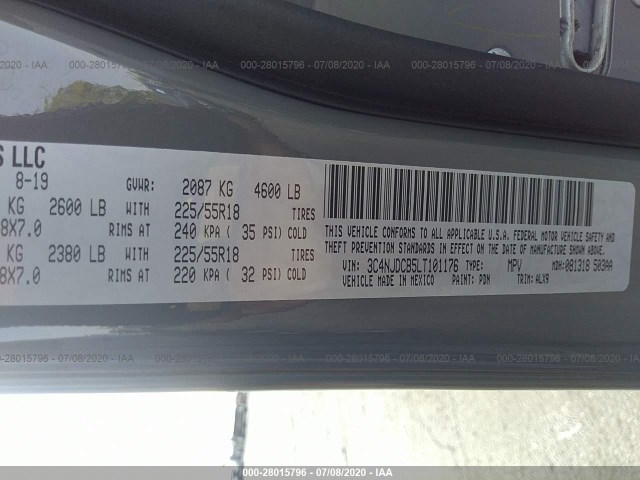 000-28015796 - 07/08/2020 - IAA
000-28015796 - 07/08/2020 - IAA
000-28015796 - 07/08/2020 - IAA
S LLC
8-19 GVWR: 2087 KG 4600 LB
KG 2600 LB WITH 225/55R18 TIRES
8X7.0 RIMS AT 240 KPA ( 35 PSI) COLD
KG 2380 LB WITH 225/55R18 TIRES
8X7.0 RIMS AT 220 KPA ( 32 PSI) COLD
THIS VEHICLE CONFORMS TO ALL APPLICABLE U.S.A. FEDERAL MOTOR VEHICLE SAFETY, BUMPER, AND
THEFT PREVENTION STANDARDS IN EFFECT ON THE DATE OF MANUFACTURE SHOWN ABOVE.
VIN: 3C4NJDCB5LT101176 TYPE: MPV MDH: 081318 503AA
VEHICLE MADE IN MEXICO PAINT: PDN TRIM: ALX9
000-28015796 - 07/08/2020 - IAA
000-28015796 - 07/08/2020 - IAA
000-28015796 - 07/08/2020 - IAA
000-28015796 - 07/08/2020 - IAA